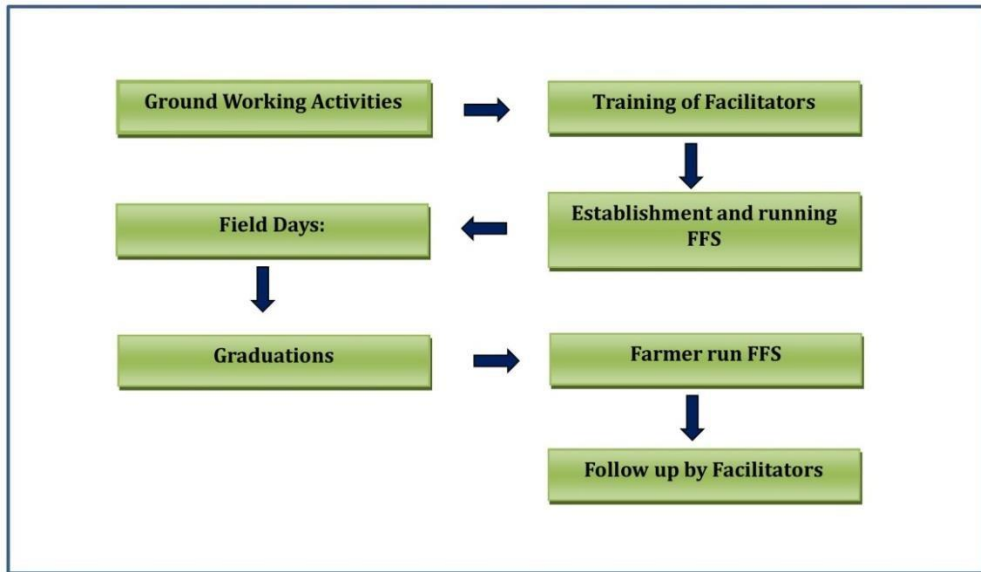 Ground Working Activities
Training of Facilitators
Establishment and running
FFS
Field Days:
Graduations
Farmer run FFS
Follow up by Facilitators